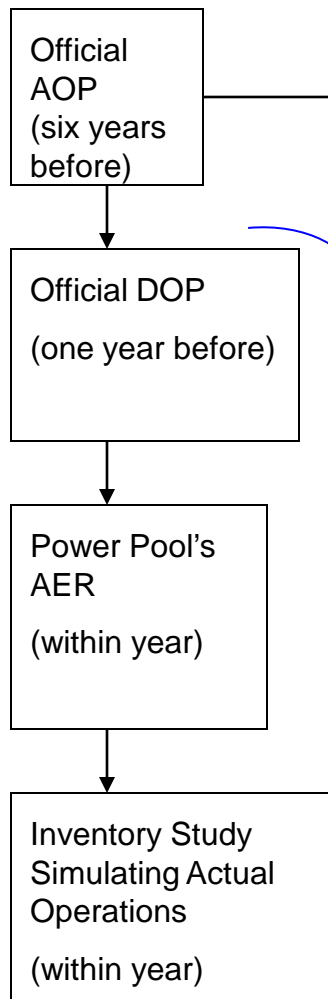 Official
AOP
(six years
before)
Official DOP
(one year before)
Power Pool's
AER
(within year)
Inventory Study
Simulating Actual
Operations
(within year)